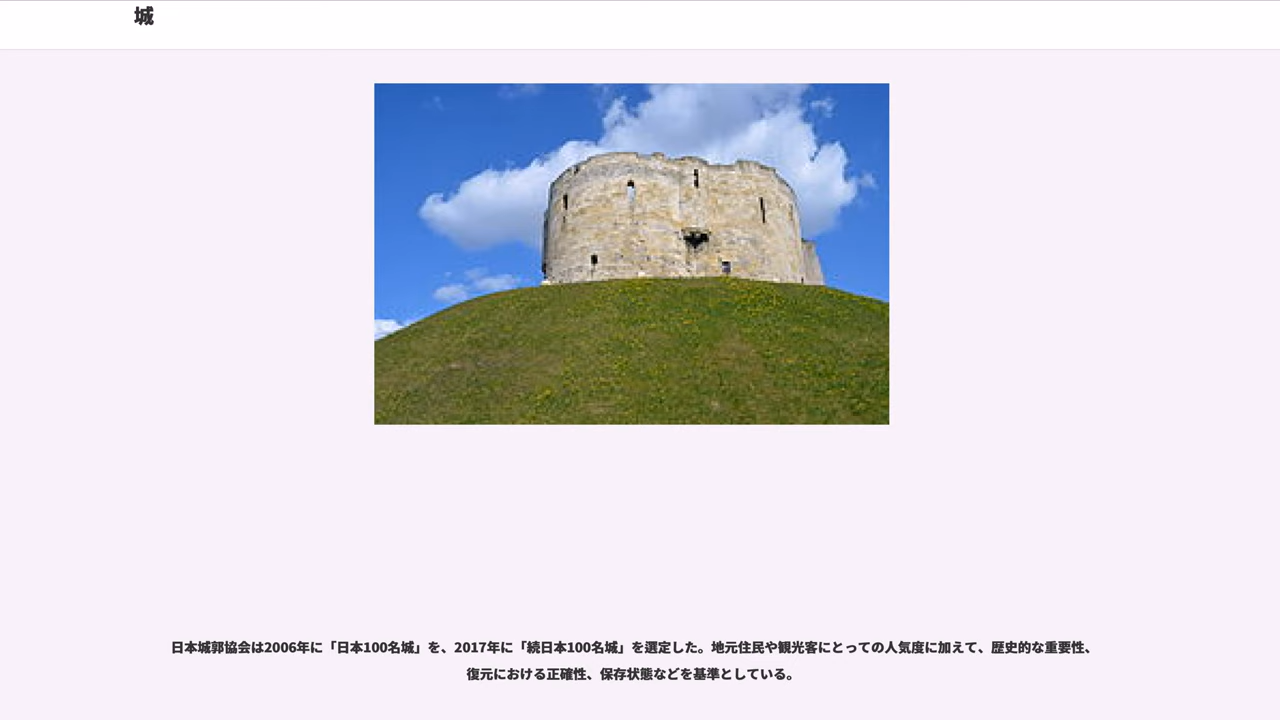 城
日本城郭協会は2006年に「日本100名城」を、2017年に「続日本100名城」を選定した。地元住民や観光客にとっての人気度に加えて、歴史的な重要性、
復元における正確性、保存状態などを基準としている。